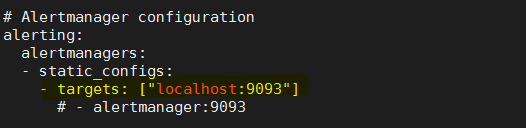 # Alertmanager configuration
alerting:
  alertmanagers:
  - static_configs:
    - targets: ["localhost:9093"]
      # - alertmanager:9093